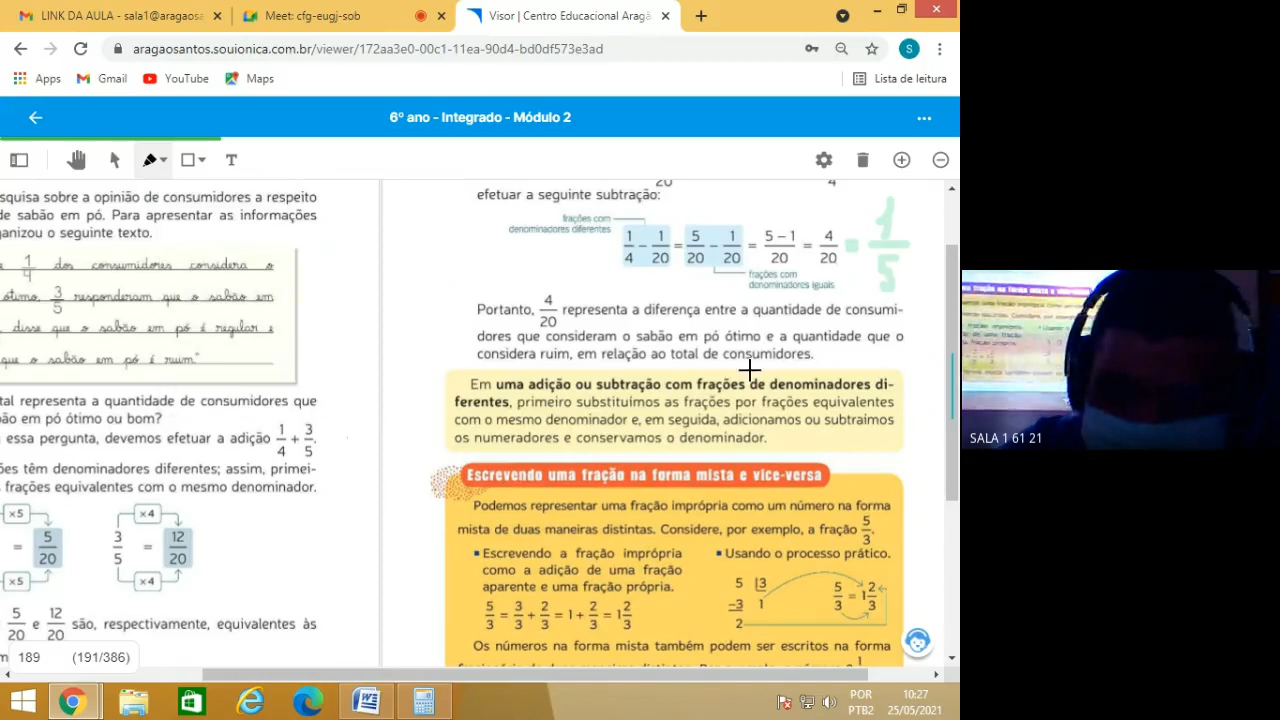 LINK DA AULA - sala1@aragaosa
Meet: cfg-eugj-sob
Visor | Centro Educacional Aragã
aragaosantos.souionica.com.br/viewer/172aa3e0-00c1-11ea-90d4-bd0df573e3ad
S
Apps
Gmail
YouTube
Maps
Lista de leitura
6º ano - Integrado - Módulo 2
T
esquisa sobre a opinião de consumidores a respeito
de sabão em pó. Para apresentar as informações
ganizou o seguinte texto.
e 1/4 dos consumidores considera o
ótimo, 3/5 responderam que o sabão em
, disse que o sabão em pó é regular e
que o sabão em pó é ruim."
tal representa a quantidade de consumidores que
bão em pó ótimo ou bom?
essa pergunta, devemos efetuar a adição 1/4 + 3/5.
ões têm denominadores diferentes; assim, primei-
s frações equivalentes com o mesmo denominador.
x5 x4
= 5/20 3/5 = 12/20
x5 x4
5/20 e 12/20 são, respectivamente, equivalentes às
189 (191/386)
20 4
efetuar a seguinte subtração:
frações com
denominadores diferentes
1/4 - 1/20 = 5/20 - 1/20 = 5 - 1/20 = 4/20 = 1/5
frações com
denominadores iguais
Portanto, 4/20 representa a diferença entre a quantidade de consumi-
dores que consideram o sabão em pó ótimo e a quantidade que o
considera ruim, em relação ao total de consumidores.
Em uma adição ou subtração com frações de denominadores di-
ferentes, primeiro substituímos as frações por frações equivalentes
com o mesmo denominador e, em seguida, adicionamos ou subtraímos
os numeradores e conservamos o denominador.
Escrevendo uma fração na forma mista e vice-versa
Podemos representar uma fração imprópria como um número na forma
mista de duas maneiras distintas. Considere, por exemplo, a fração 5/3.
▪ Escrevendo a fração imprópria
como a adição de uma fração
aparente e uma fração própria.
5/3 = 3/3 + 2/3 = 1 + 2/3 = 1 2/3
▪ Usando o processo prático.
5 |3
-3 1
2
5/3 = 1 2/3
Os números na forma mista também podem ser escritos na forma
SALA 1 61 21
POR
PTB2
10:27
25/05/2021